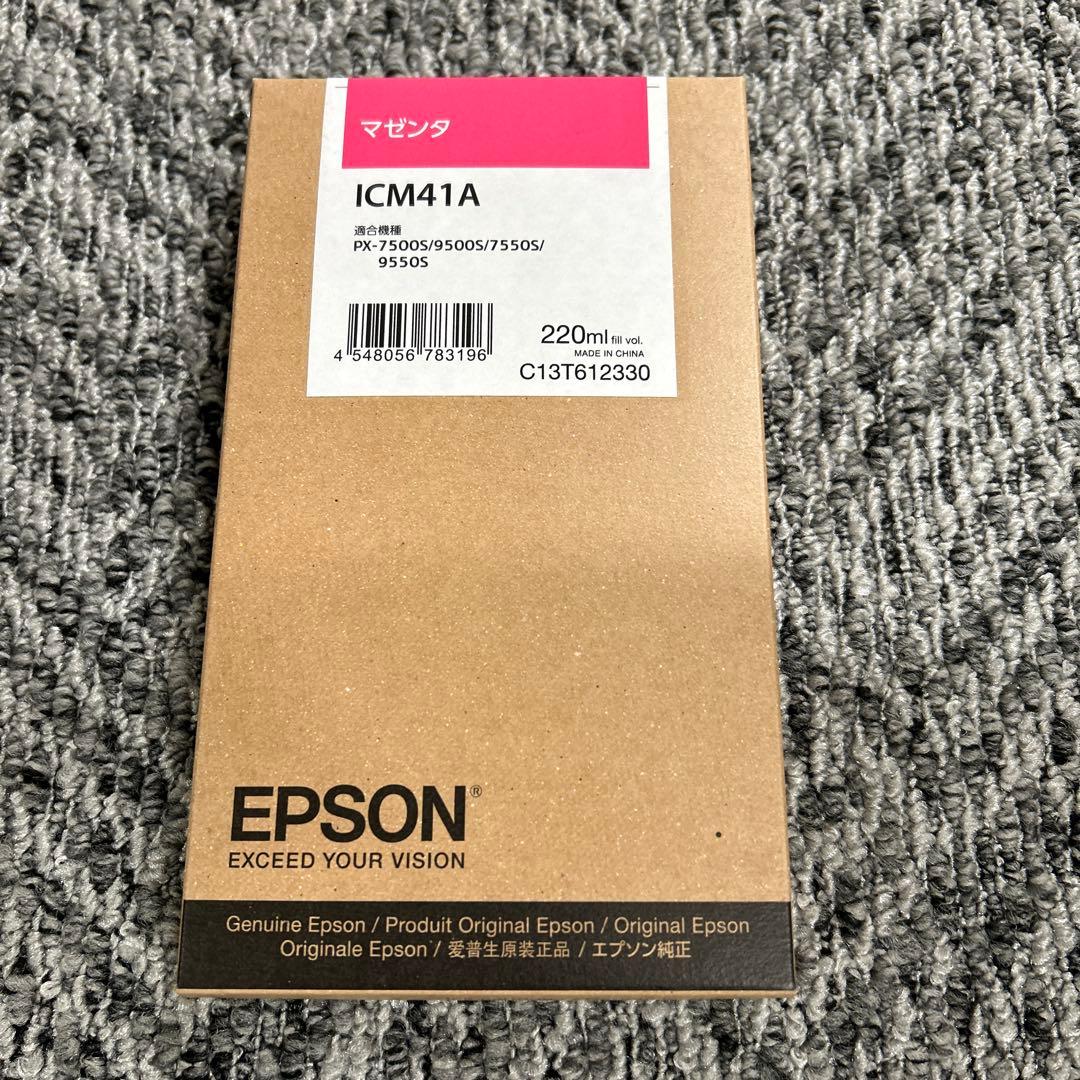 マゼンタ
ICM41A
適合機種
PX-7500S/9500S/7550S/
9550S
4 548056 783196
220ml fill vol.
MADE IN CHINA
C13T612330
EPSON®
EXCEED YOUR VISION
Genuine Epson / Produit Original Epson / Original Epson
Originale Epson / 爱普生原装正品 / エプソン純正